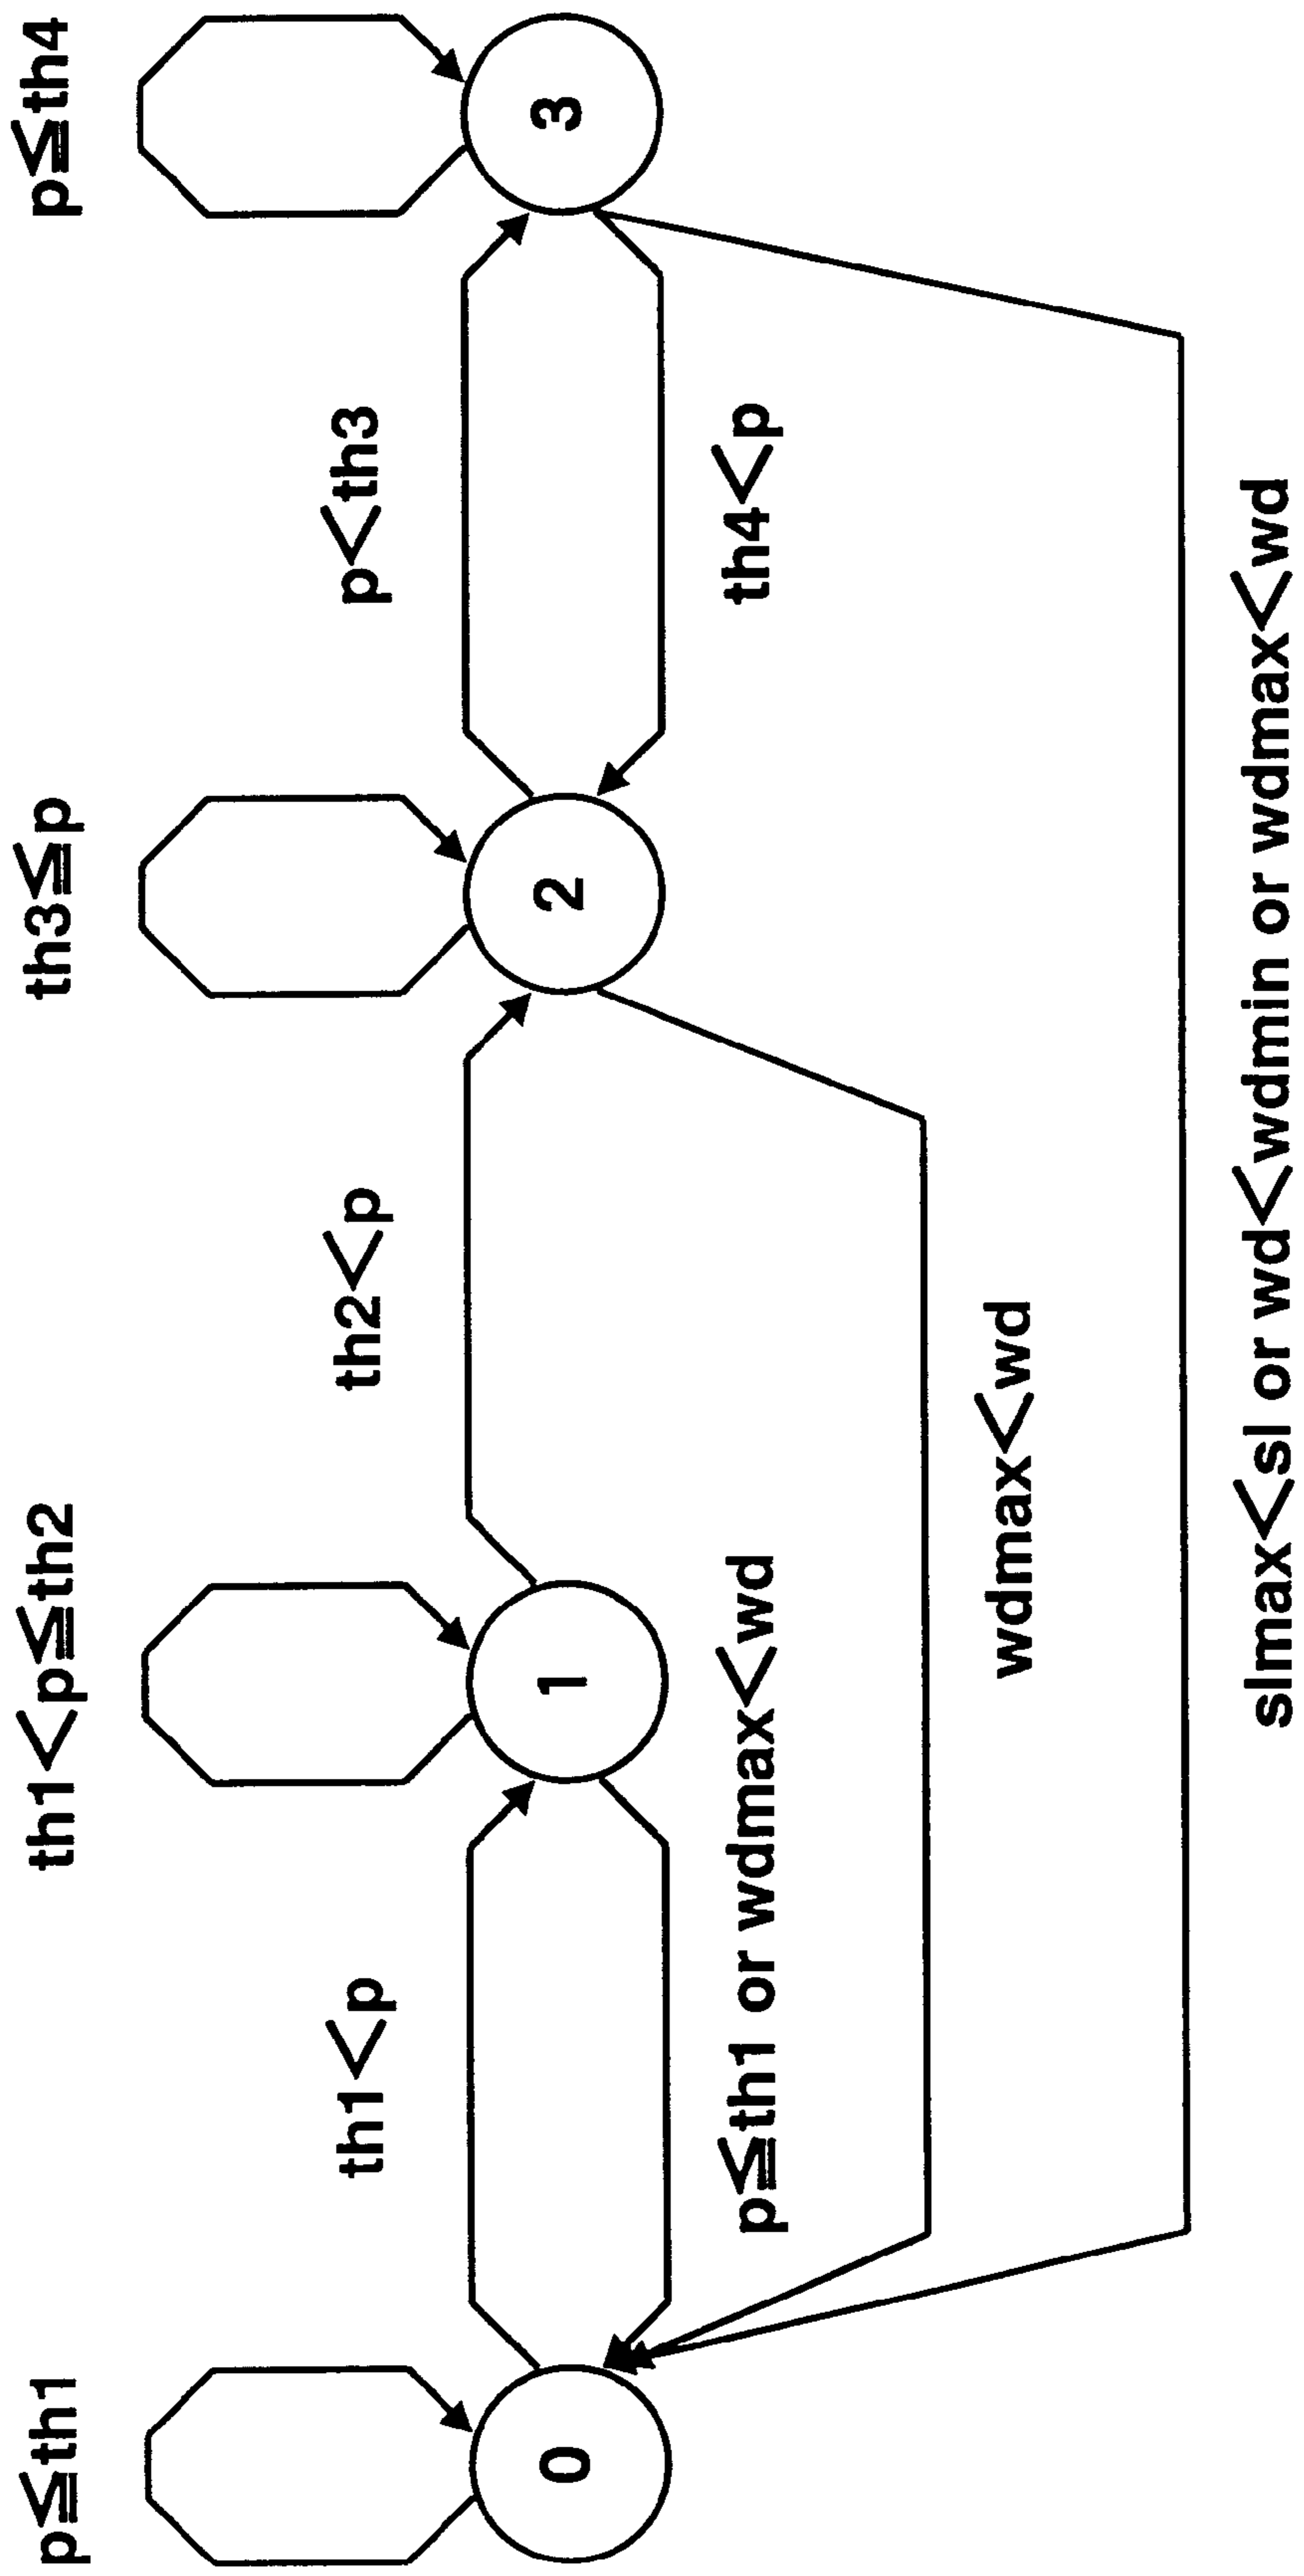 p≦th1
th1<p≦th2
th3≦p
p≦th4
th1<p
th2<p
p<th3
0
1
2
3
p≦th1 or wdmax<wd
th4<p
wdmax<wd
slmax<sl or wd<wdmin or wdmax<wd